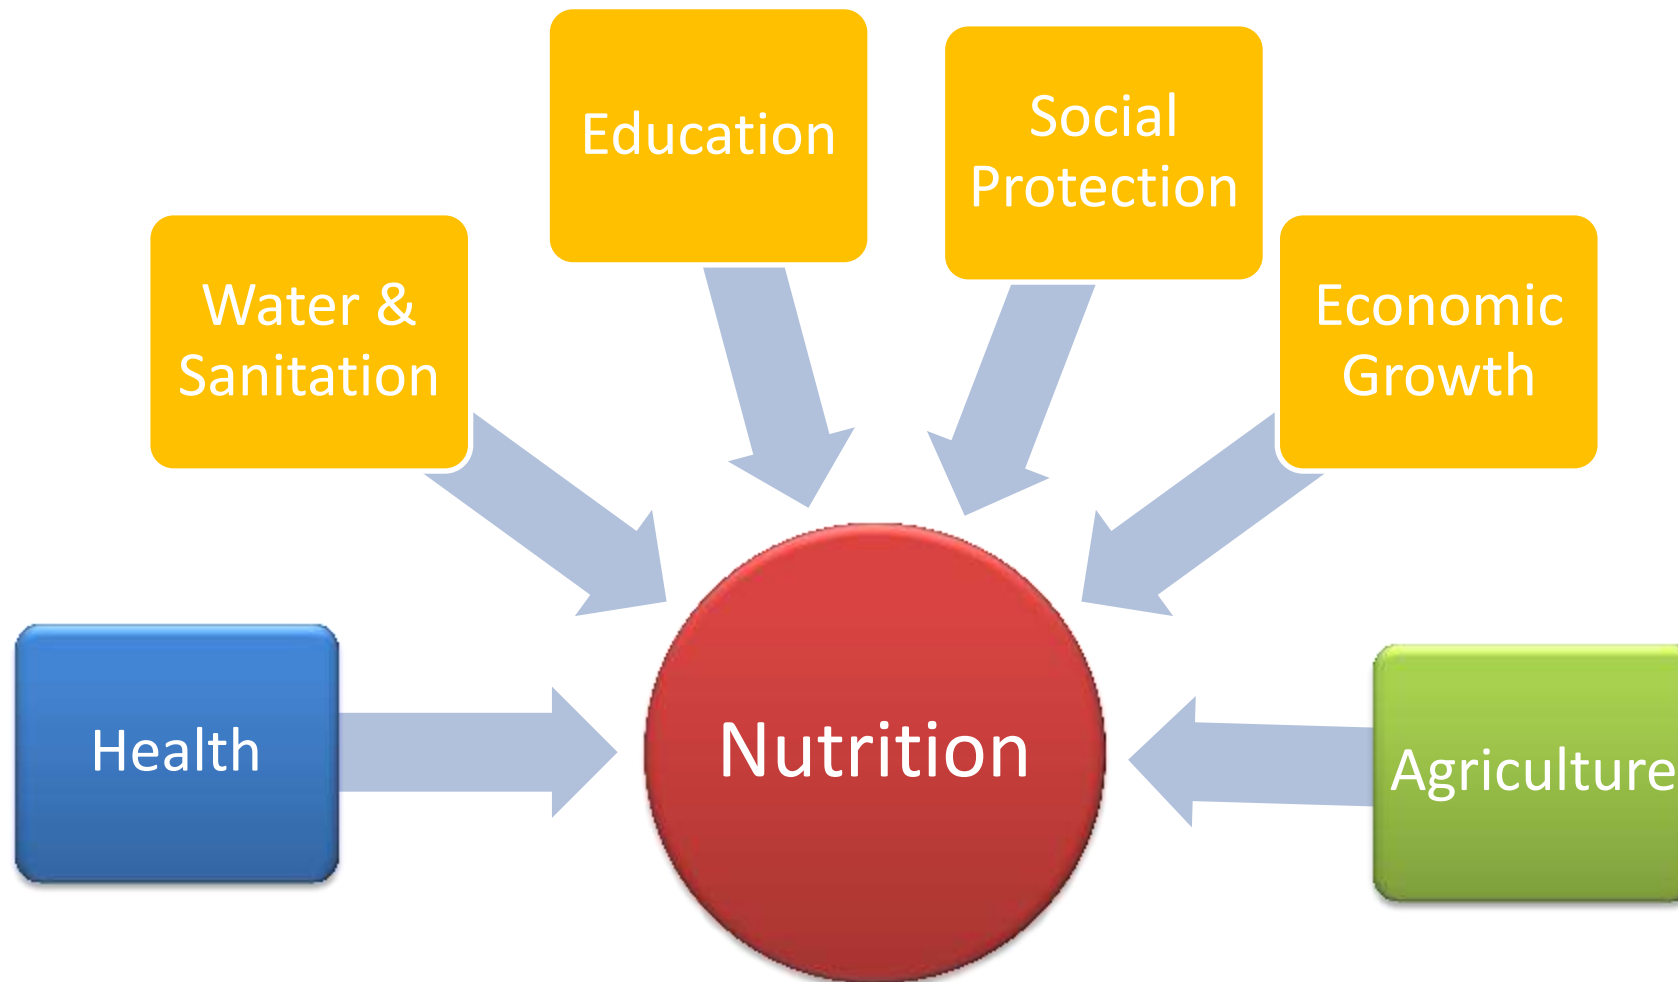 Education
Social
Protection
Water &
Sanitation
Economic
Growth
Health
Nutrition
Agriculture